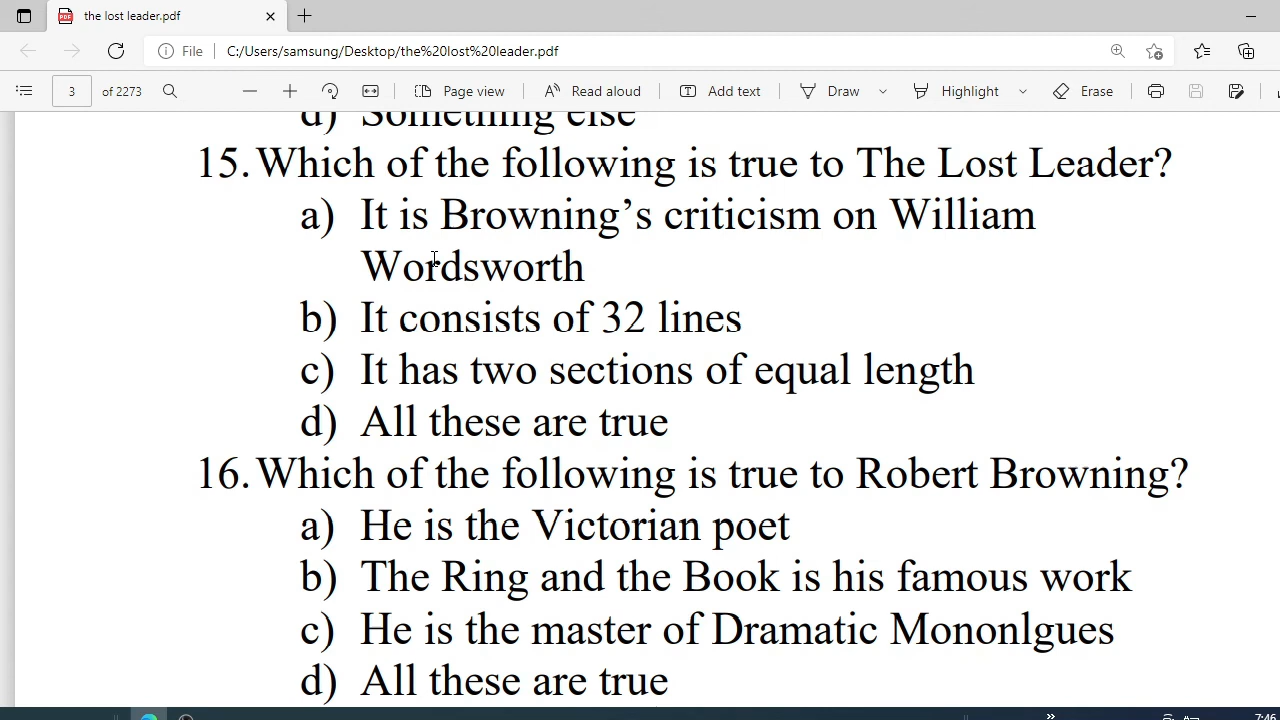 the lost leader.pdf
File C:/Users/samsung/Desktop/the%20lost%20leader.pdf
3 of 2273 Page view Read aloud Add text Draw Highlight Erase
d) Something else
15. Which of the following is true to The Lost Leader?
a) It is Browning’s criticism on William
Wordsworth
b) It consists of 32 lines
c) It has two sections of equal length
d) All these are true
16. Which of the following is true to Robert Browning?
a) He is the Victorian poet
b) The Ring and the Book is his famous work
c) He is the master of Dramatic Mononlgues
d) All these are true